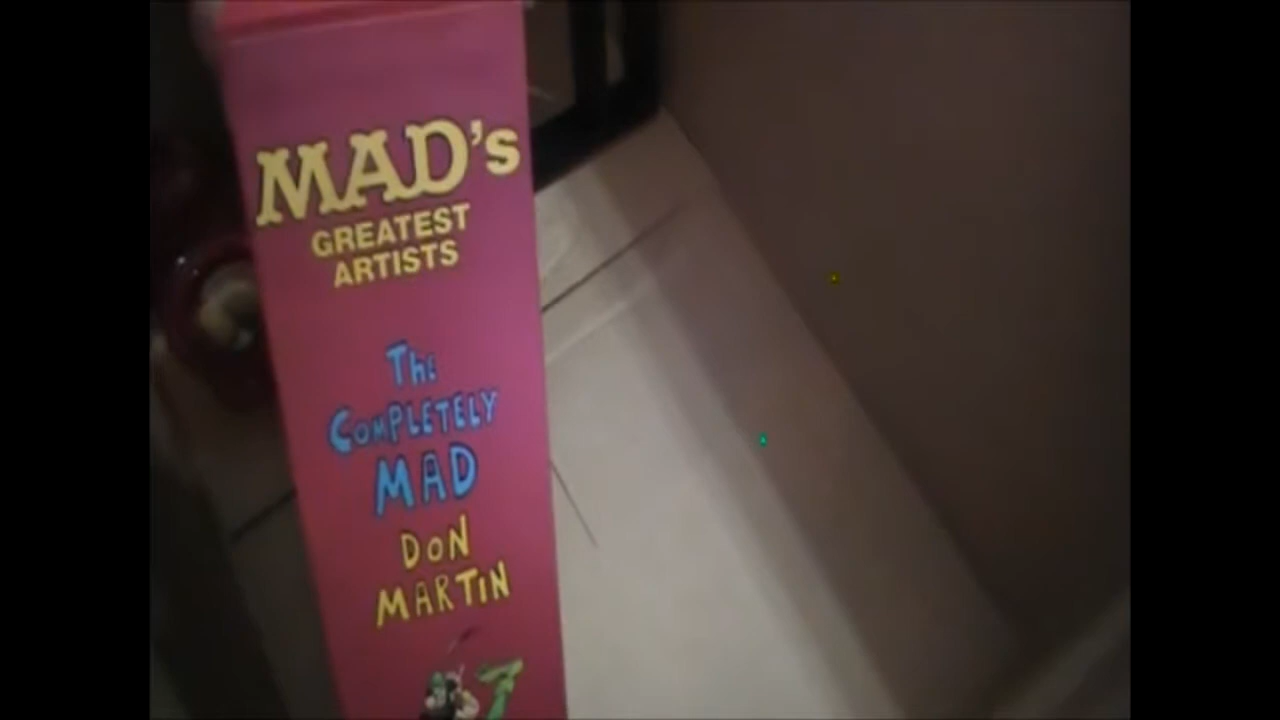 MAD's
GREATEST
ARTISTS
The
COMPLETELY
MAD
DON
MARTIN